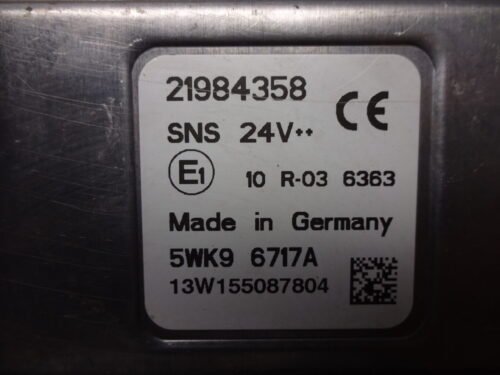 21984358
SNS 24V** CE
E1 10 R-03 6363
Made in Germany
5WK9 6717A
13W155087804